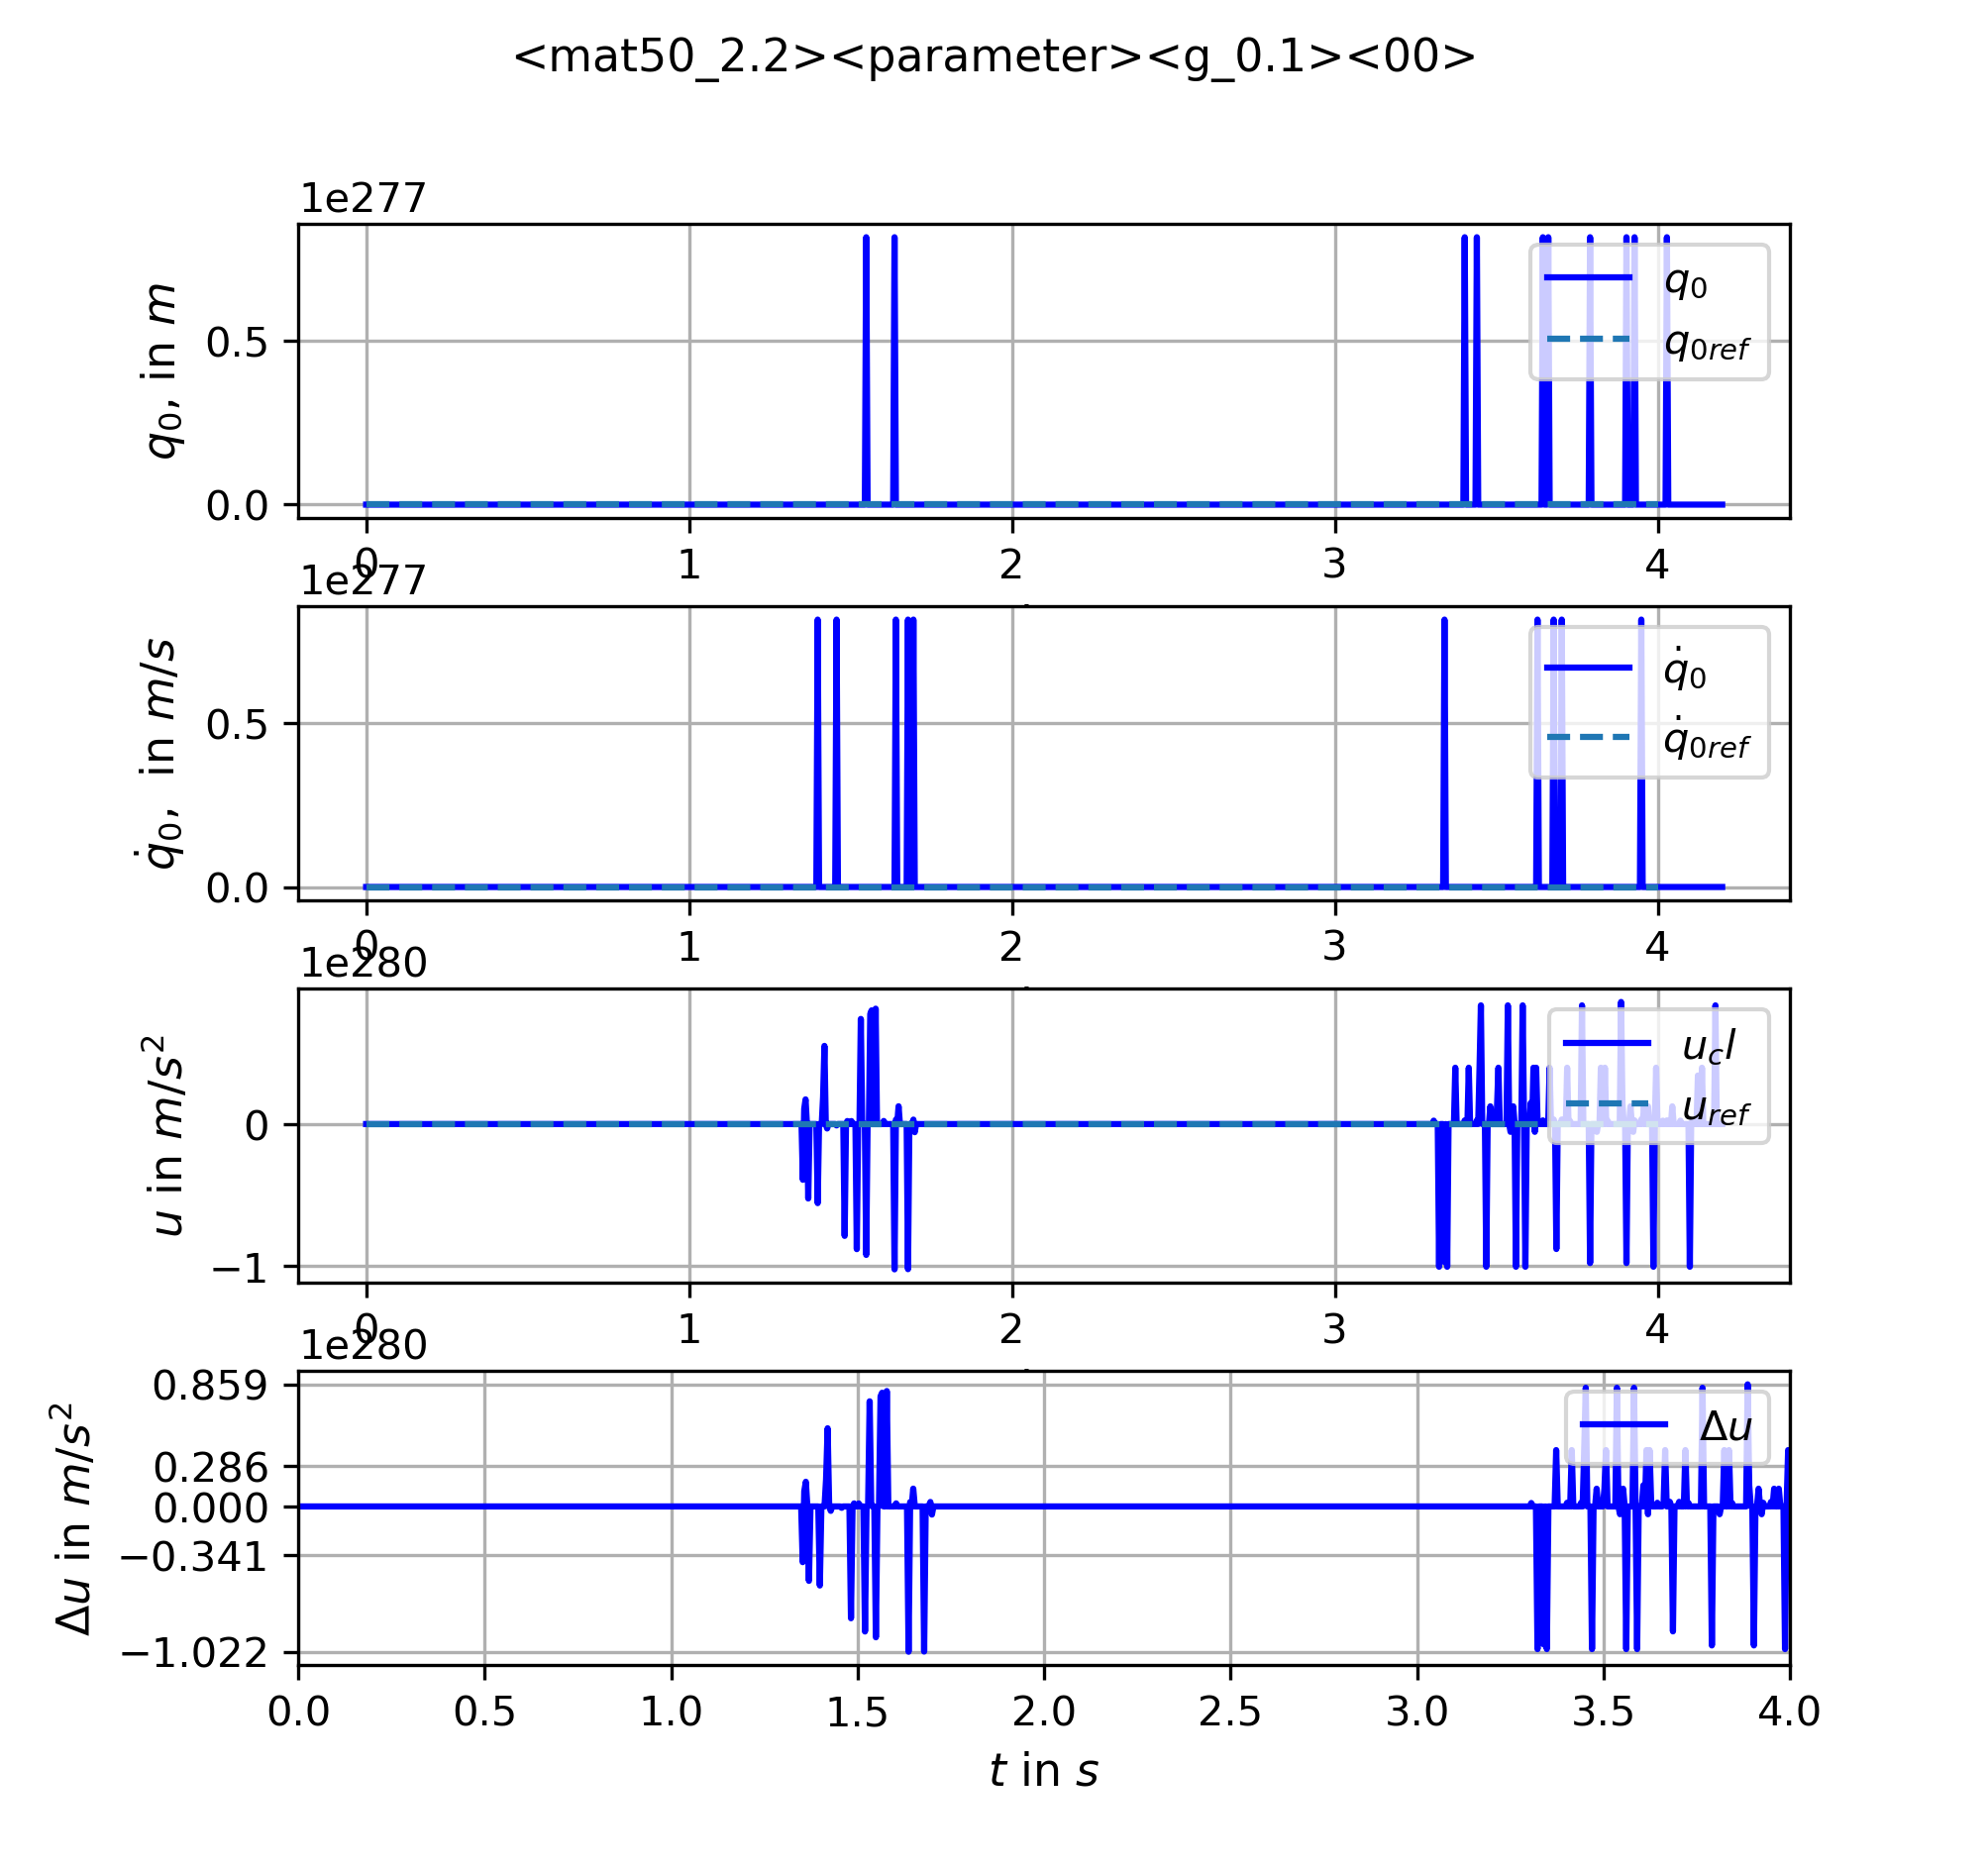 <mat50_2.2><parameter><g_0.1><00>
1e277
q₀, in m
0.5
0.0
q₀
q₀ref
0 1 2 3 4
1e277
q̇₀, in m/s
0.5
0.0
q̇₀
q̇₀ref
0 1 2 3 4
1e280
u in m/s²
0
−1
u_cl
u_ref
0 1 2 3 4
1e280
Δu in m/s²
0.859
0.286
0.000
−0.341
−1.022
Δu
0.0 0.5 1.0 1.5 2.0 2.5 3.0 3.5 4.0
t in s